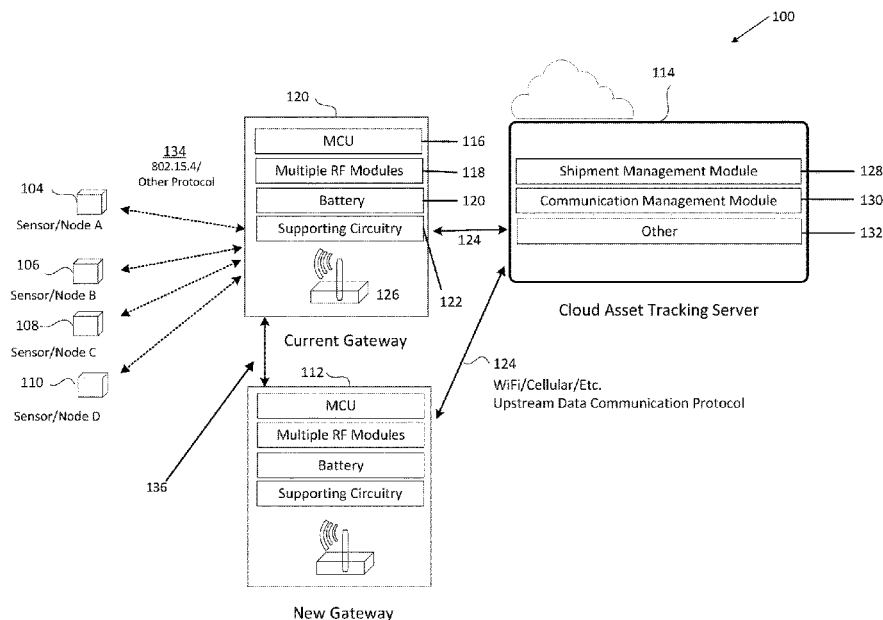 100
114
120
134
802.15.4/
Other Protocol
MCU
116
Multiple RF Modules
118
Battery
120
Supporting Circuitry
122
126
Current Gateway
104
Sensor/Node A
106
Sensor/Node B
108
Sensor/Node C
110
Sensor/Node D
124
Shipment Management Module
128
Communication Management Module
130
Other
132
Cloud Asset Tracking Server
124
WiFi/Cellular/Etc.
Upstream Data Communication Protocol
112
MCU
Multiple RF Modules
Battery
Supporting Circuitry
136
New Gateway